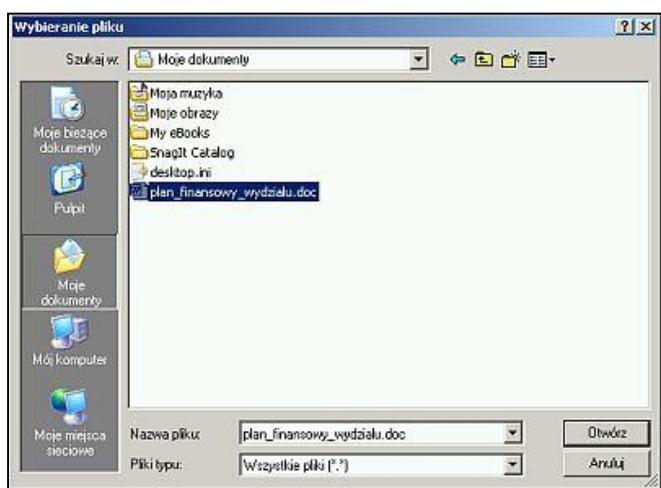 Wybieranie pliku
Szukaj w: Moje dokumenty
Moje bieżące
dokumenty
Pulpit
Moje
dokumenty
Mój komputer
Moje miejsca
sieciowe
Moja muzyka
Moje obrazy
My eBooks
SnagIt Catalog
desktop.ini
plan_finansowy_wydzialu.doc
Nazwa pliku: plan_finansowy_wydzialu.doc Otwórz
Pliki typu: Wszystkie pliki (*.*) Anuluj